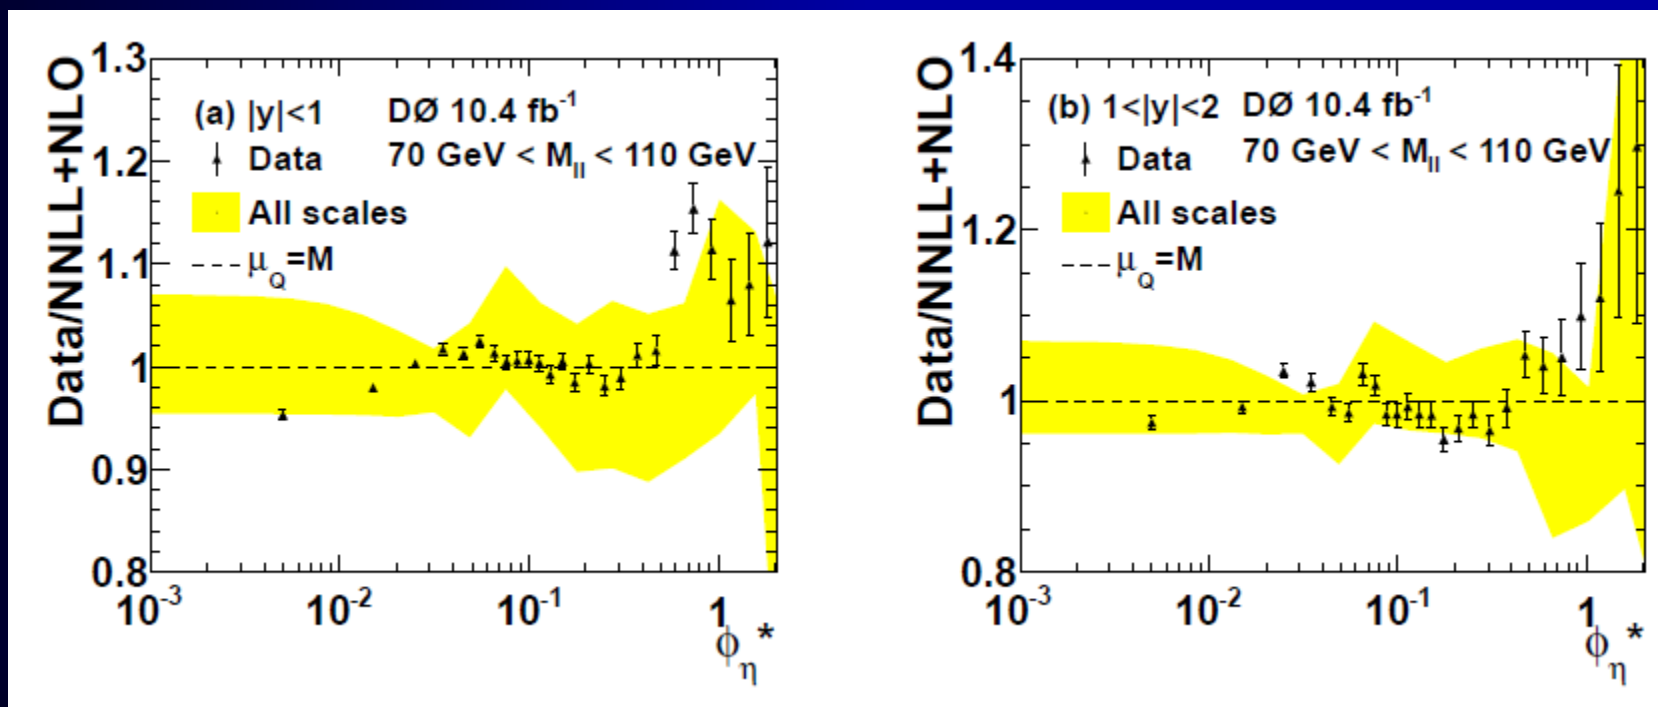 Data/NNLL+NLO
1.3
1.2
1.1
1
0.9
0.8
(a) |y|<1 DØ 10.4 fb⁻¹
Data 70 GeV < M_ll < 110 GeV
All scales
μ_Q=M
10⁻³ 10⁻² 10⁻¹ 1
ϕ_η*
Data/NNLL+NLO
1.4
1.2
1
0.8
(b) 1<|y|<2 DØ 10.4 fb⁻¹
Data 70 GeV < M_ll < 110 GeV
All scales
μ_Q=M
10⁻³ 10⁻² 10⁻¹ 1
ϕ_η*